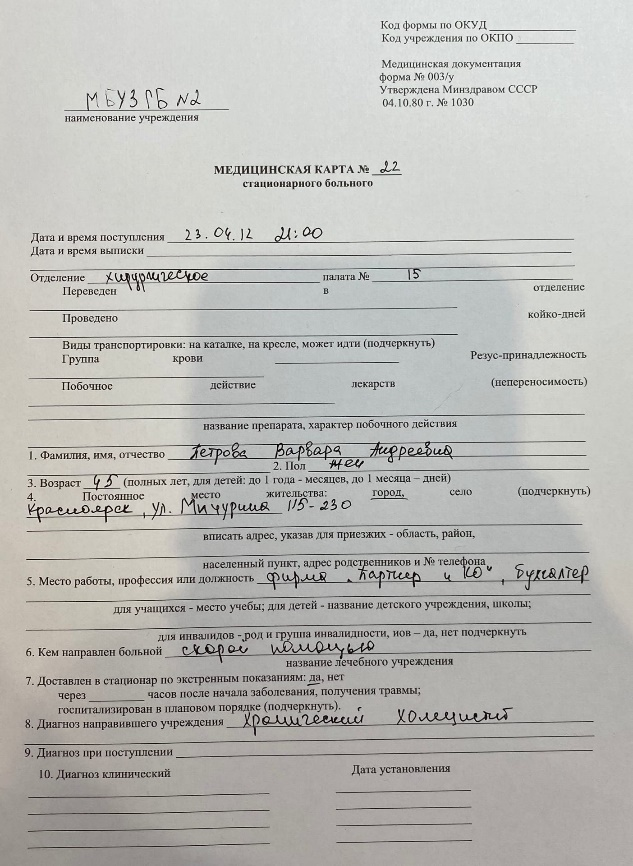 Код формы по ОКУД
Код учреждения по ОКПО
Медицинская документация
форма № 003/у
Утверждена Минздравом СССР
04.10.80 г. № 1030
МБУЗ ГБ №2
наименование учреждения
МЕДИЦИНСКАЯ КАРТА № 22
стационарного больного
Дата и время поступления 23.04.12 21:00
Дата и время выписки
Отделение хирургическое палата № 15
Переведен в отделение
Проведено койко-дней
Виды транспортировки: на каталке, на кресле, может идти (подчеркнуть)
Группа крови Резус-принадлежность
Побочное действие лекарств (непереносимость)
название препарата, характер побочного действия
1. Фамилия, имя, отчество Петрова Варвара Андреевна
2. Пол жен
3. Возраст 45 (полных лет, для детей: до 1 года - месяцев, до 1 месяца – дней)
4. Постоянное место жительства: город, село (подчеркнуть)
Красноярск, ул. Мичурина 115-230
вписать адрес, указав для приезжих - область, район,
населенный пункт, адрес родственников и № телефона
5. Место работы, профессия или должность фирма "Партнер и КО", бухгалтер
для учащихся - место учебы; для детей - название детского учреждения, школы;
для инвалидов - род и группа инвалидности, иов – да, нет подчеркнуть
6. Кем направлен больной скорой помощью
название лечебного учреждения
7. Доставлен в стационар по экстренным показаниям: да, нет
через часов после начала заболевания, получения травмы;
госпитализирован в плановом порядке (подчеркнуть).
8. Диагноз направившего учреждения Хронический холецистит
9. Диагноз при поступлении
10. Диагноз клинический Дата установления